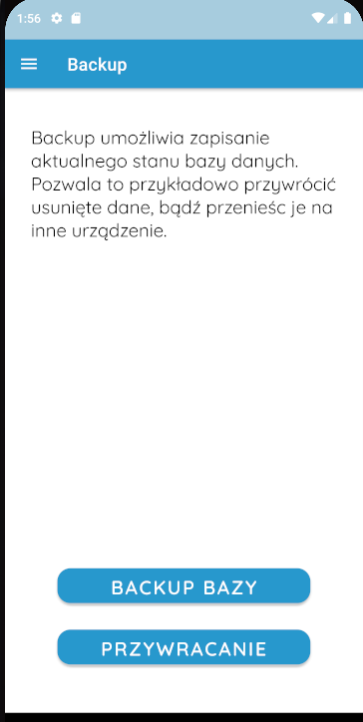 1:56
Backup
Backup umożliwia zapisanie
aktualnego stanu bazy danych.
Pozwala to przykładowo przywrócić
usunięte dane, bądź przenieśc je na
inne urządzenie.
BACKUP BAZY
PRZYWRACANIE